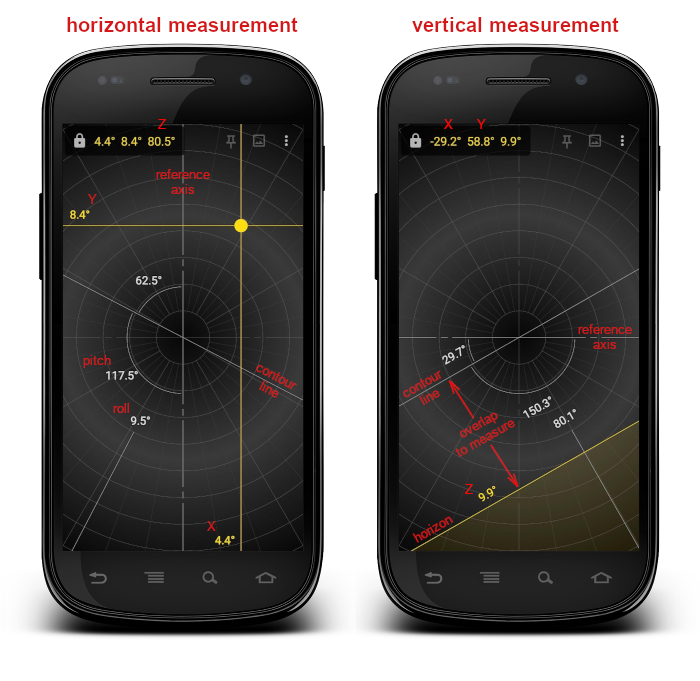 horizontal measurement
Z
4.4° 8.4° 80.5°
reference
axis
Y
8.4°
62.5°
pitch
117.5°
contour
line
roll
9.5°
X
4.4°
vertical measurement
X Y
-29.2° 58.8° 9.9°
reference
axis
29.7°
contour
line
150.3°
80.1°
overlap
to measure
Z
9.9°
horizon